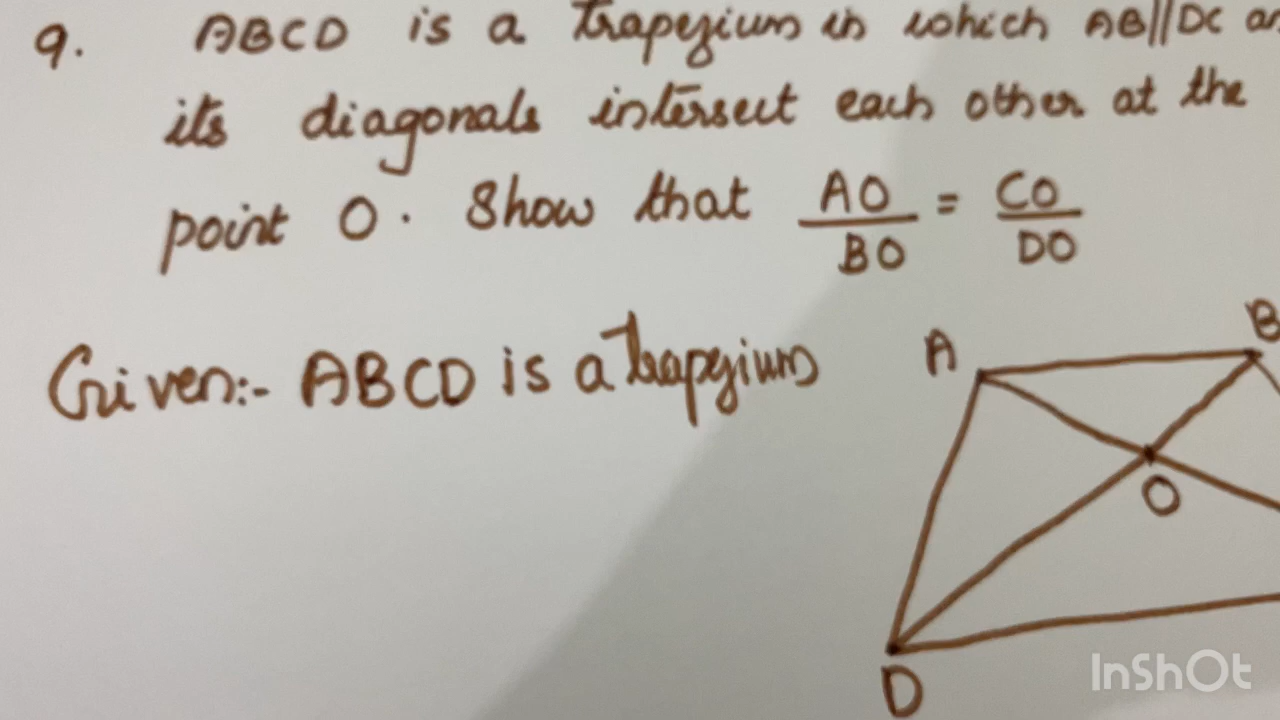 9. ABCD is a Trapezium in which AB||DC
its diagonals intersect each other at the
point O. Show that AO/BO = CO/DO
Given:- ABCD is a Trapezium
A
B
O
D
InShOt